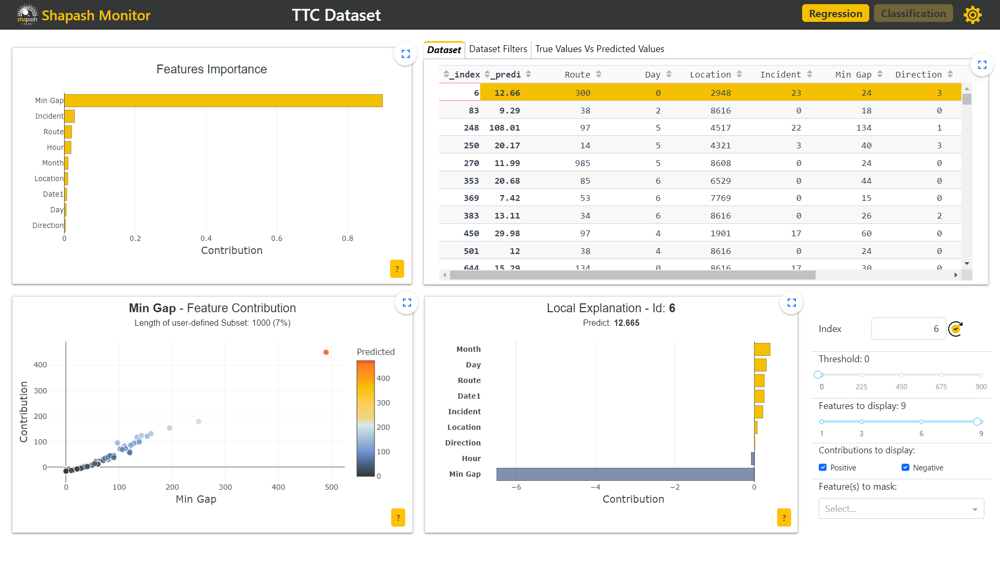 shapash Shapash Monitor
TTC Dataset
Regression Classification
Features Importance
Min Gap
Incident
Route
Hour
Month
Location
Date1
Day
Direction
0 0.2 0.4 0.6 0.8
Contribution
?
Dataset Dataset Filters True Values Vs Predicted Values
_index _predi Route Day Location Incident Min Gap Direction
6 12.66 300 0 2948 23 24 3
83 9.29 38 2 8616 0 18 0
248 108.01 97 5 4517 22 134 1
250 20.17 14 5 4321 3 40 3
270 11.99 985 5 8608 0 24 0
353 20.68 85 6 6529 0 44 0
369 7.42 53 6 7769 0 15 0
383 13.11 34 6 8616 0 26 2
450 29.98 97 4 1901 17 60 0
501 12 38 4 8616 0 24 0
644 15.29 134 0 8616 17 30 0
Min Gap - Feature Contribution
Length of user-defined Subset: 1000 (7%)
Contribution
400
300
200
100
0
0 100 200 300 400 500
Min Gap
Predicted
400
300
200
100
0
?
Local Explanation - Id: 6
Predict: 12.665
Month
Day
Route
Date1
Incident
Location
Direction
Hour
Min Gap
−6 −4 −2 0
Contribution
?
Index 6
Threshold: 0
0 225 450 675 900
Features to display: 9
1 3 6 9
Contributions to display:
Positive Negative
Feature(s) to mask:
Select...